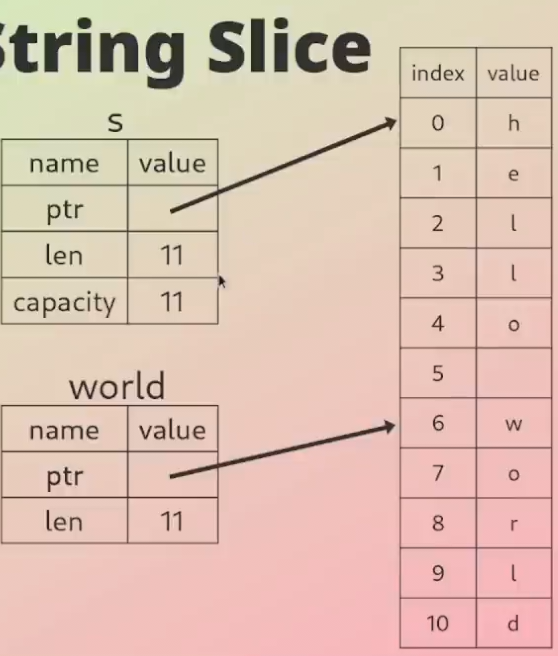 String Slice
s
name value
ptr
len 11
capacity 11
world
name value
ptr
len 11
index value
0 h
1 e
2 l
3 l
4 o
5
6 w
7 o
8 r
9 l
10 d